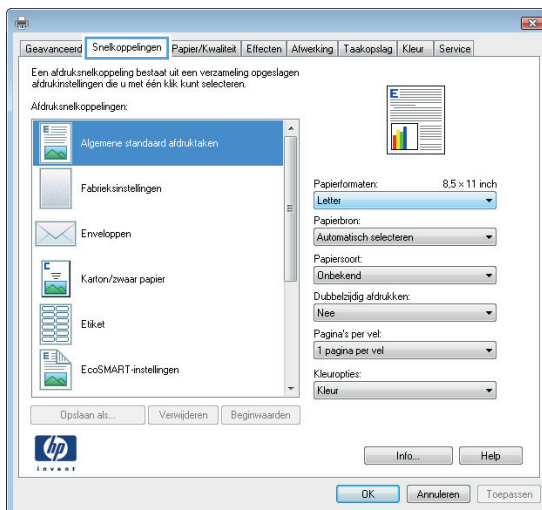 Geavanceerd Snelkoppelingen Papier/Kwaliteit Effecten Afwerking Taakopslag Kleur Service
Een afdruksnelkoppeling bestaat uit een verzameling opgeslagen
afdrukinstellingen die u met één klik kunt selecteren.
Afdruksnelkoppelingen:
Algemene standaard afdruktaken
Fabrieksinstellingen
Enveloppen
Karton/zwaar papier
Etiket
EcoSMART-instellingen
Opslaan als... Verwijderen Beginwaarden
E
Papierformaten: 8,5 × 11 inch
Letter
Papierbron:
Automatisch selecteren
Papiersoort:
Onbekend
Dubbelzijdig afdrukken:
Nee
Pagina's per vel:
1 pagina per vel
Kleuropties:
Kleur
hp
invent
Info... Help
OK Annuleren Toepassen